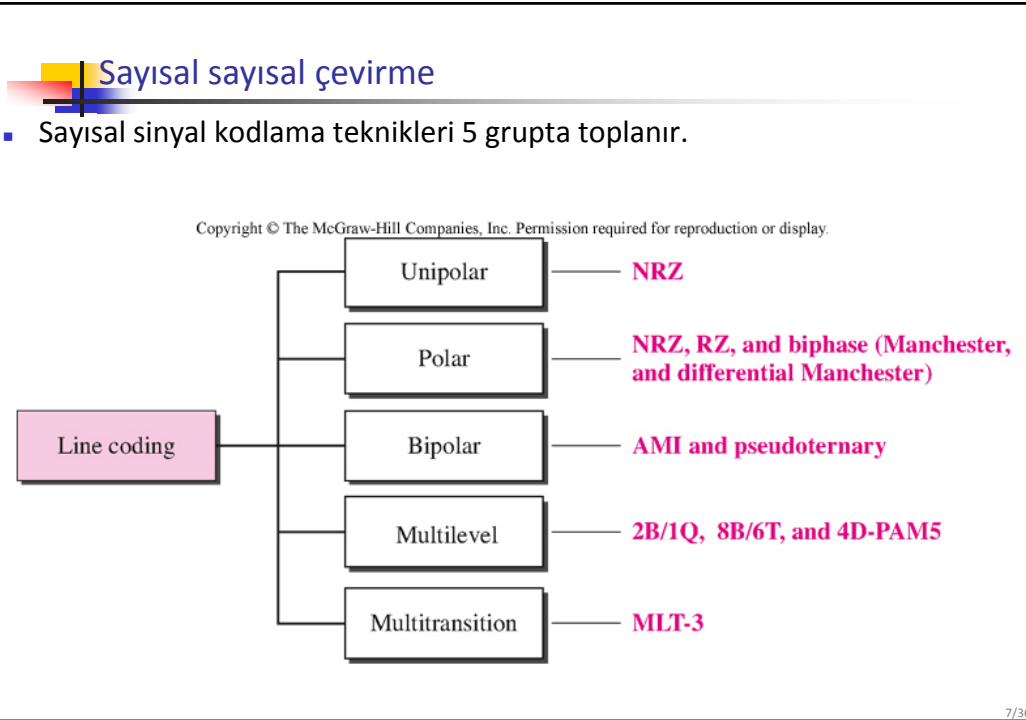 Sayısal sayısal çevirme
Sayısal sinyal kodlama teknikleri 5 grupta toplanır.
Copyright © The McGraw-Hill Companies, Inc. Permission required for reproduction or display.
Line coding
Unipolar
NRZ
Polar
NRZ, RZ, and biphase (Manchester,
and differential Manchester)
Bipolar
AMI and pseudoternary
Multilevel
2B/1Q, 8B/6T, and 4D-PAM5
Multitransition
MLT-3